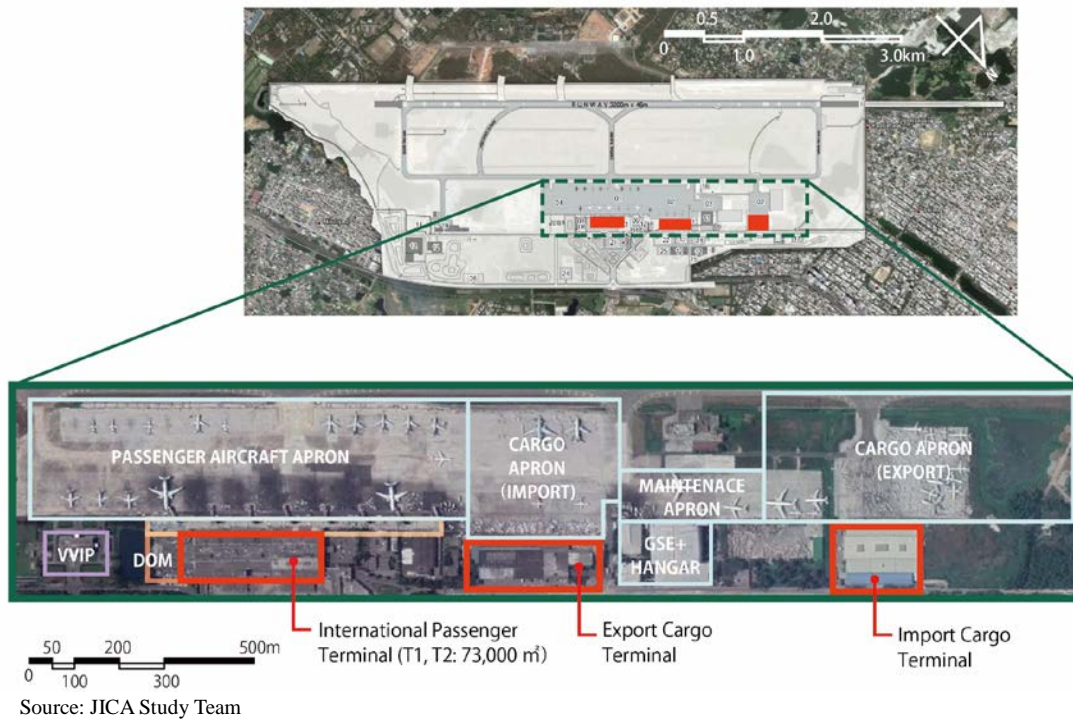 0.5 2.0
0 1.0 3.0km
N
RUNWAY 3200m × 46m
PASSENGER AIRCRAFT APRON
CARGO
APRON
(IMPORT)
CARGO APRON
(EXPORT)
MAINTENACE
APRON
VVIP
DOM
GSE+
HANGAR
International Passenger
Terminal (T1, T2: 73,000 ㎡)
Export Cargo
Terminal
Import Cargo
Terminal
50 200 500m
0 100 300
Source: JICA Study Team